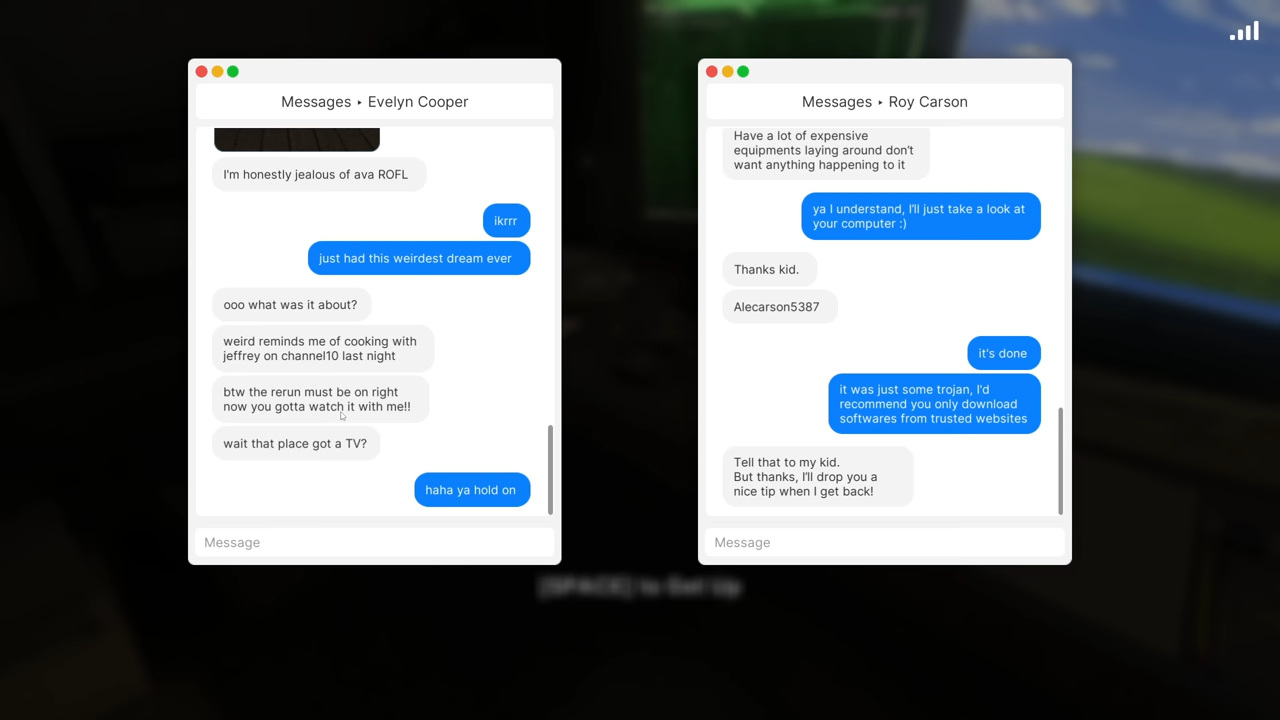 Messages ‣ Evelyn Cooper
I'm honestly jealous of ava ROFL
ikrrr
just had this weirdest dream ever
ooo what was it about?
weird reminds me of cooking with
jeffrey on channel10 last night
btw the rerun must be on right
now you gotta watch it with me!!
wait that place got a TV?
haha ya hold on
Message
Messages ‣ Roy Carson
Have a lot of expensive
equipments laying around don’t
want anything happening to it
ya I understand, I’ll just take a look at
your computer :)
Thanks kid.
Alecarson5387
it's done
it was just some trojan, I'd
recommend you only download
softwares from trusted websites
Tell that to my kid.
But thanks, I’ll drop you a
nice tip when I get back!
Message
[SPACE] to Get Up